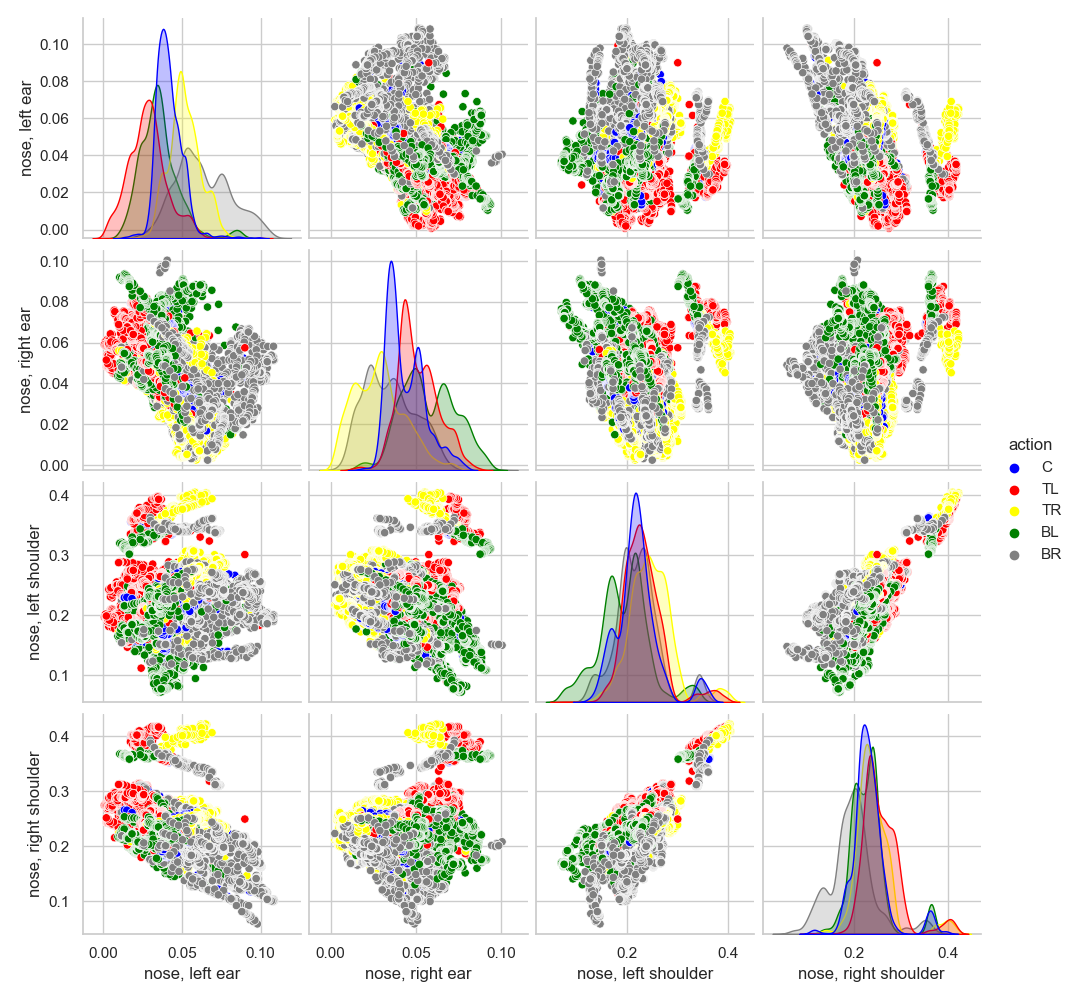 0.10
0.08
0.06
0.04
0.02
0.00
nose, left ear
0.10
0.08
0.06
0.04
0.02
0.00
nose, right ear
action
C
TL
TR
BL
BR
0.4
0.3
0.2
0.1
nose, left shoulder
0.4
0.3
0.2
0.1
nose, right shoulder
0.00 0.05 0.10 0.00 0.05 0.10 0.2 0.4 0.2 0.4
nose, left ear nose, right ear nose, left shoulder nose, right shoulder